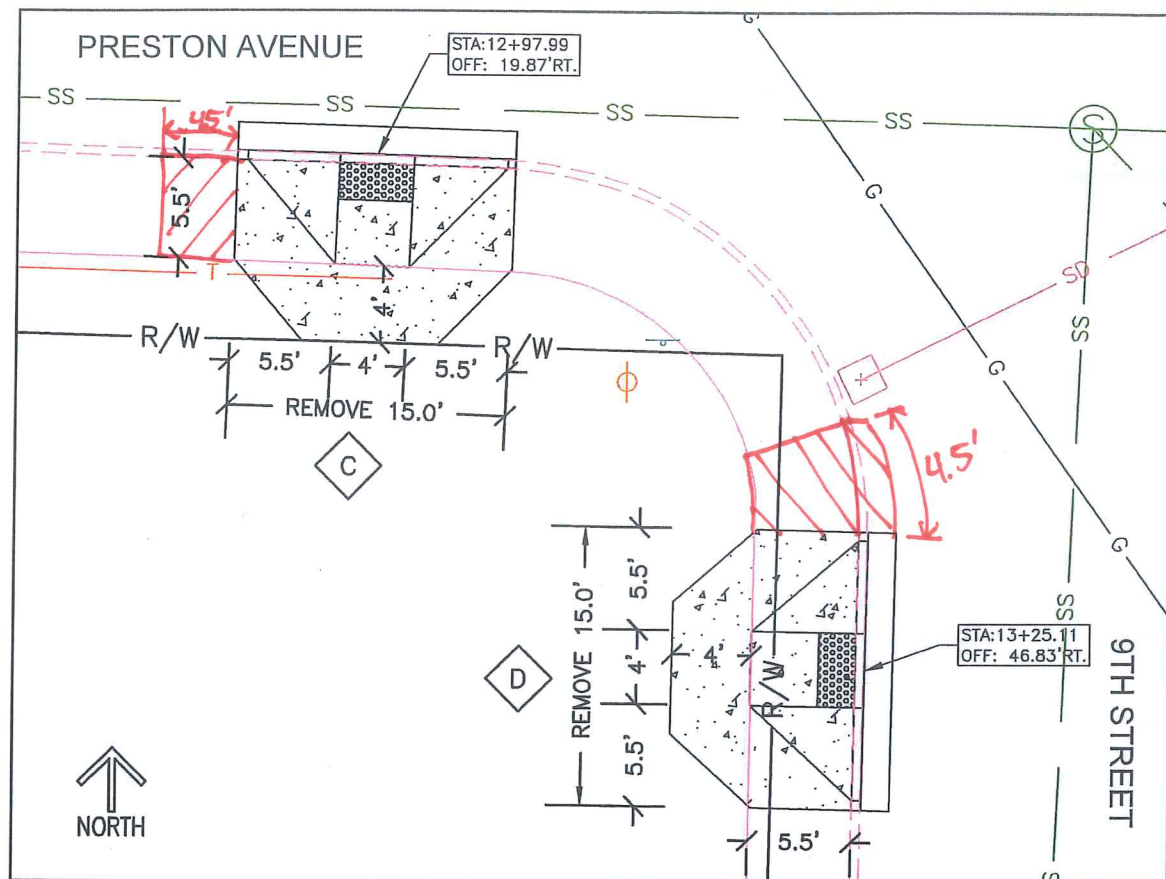 PRESTON AVENUE
STA:12+97.99
OFF: 19.87'RT.
G
SS
SS
SS
SS
G
45'
5.5'
T
4'
R/W
R/W
5.5'
4'
5.5'
REMOVE 15.0'
C
SD
SS
G
4.5'
G
REMOVE 15.0'
5.5'
4'
5.5'
4'
R/W
D
STA:13+25.11
OFF: 46.83'RT.
SS
9TH STREET
NORTH
5.5'
SS